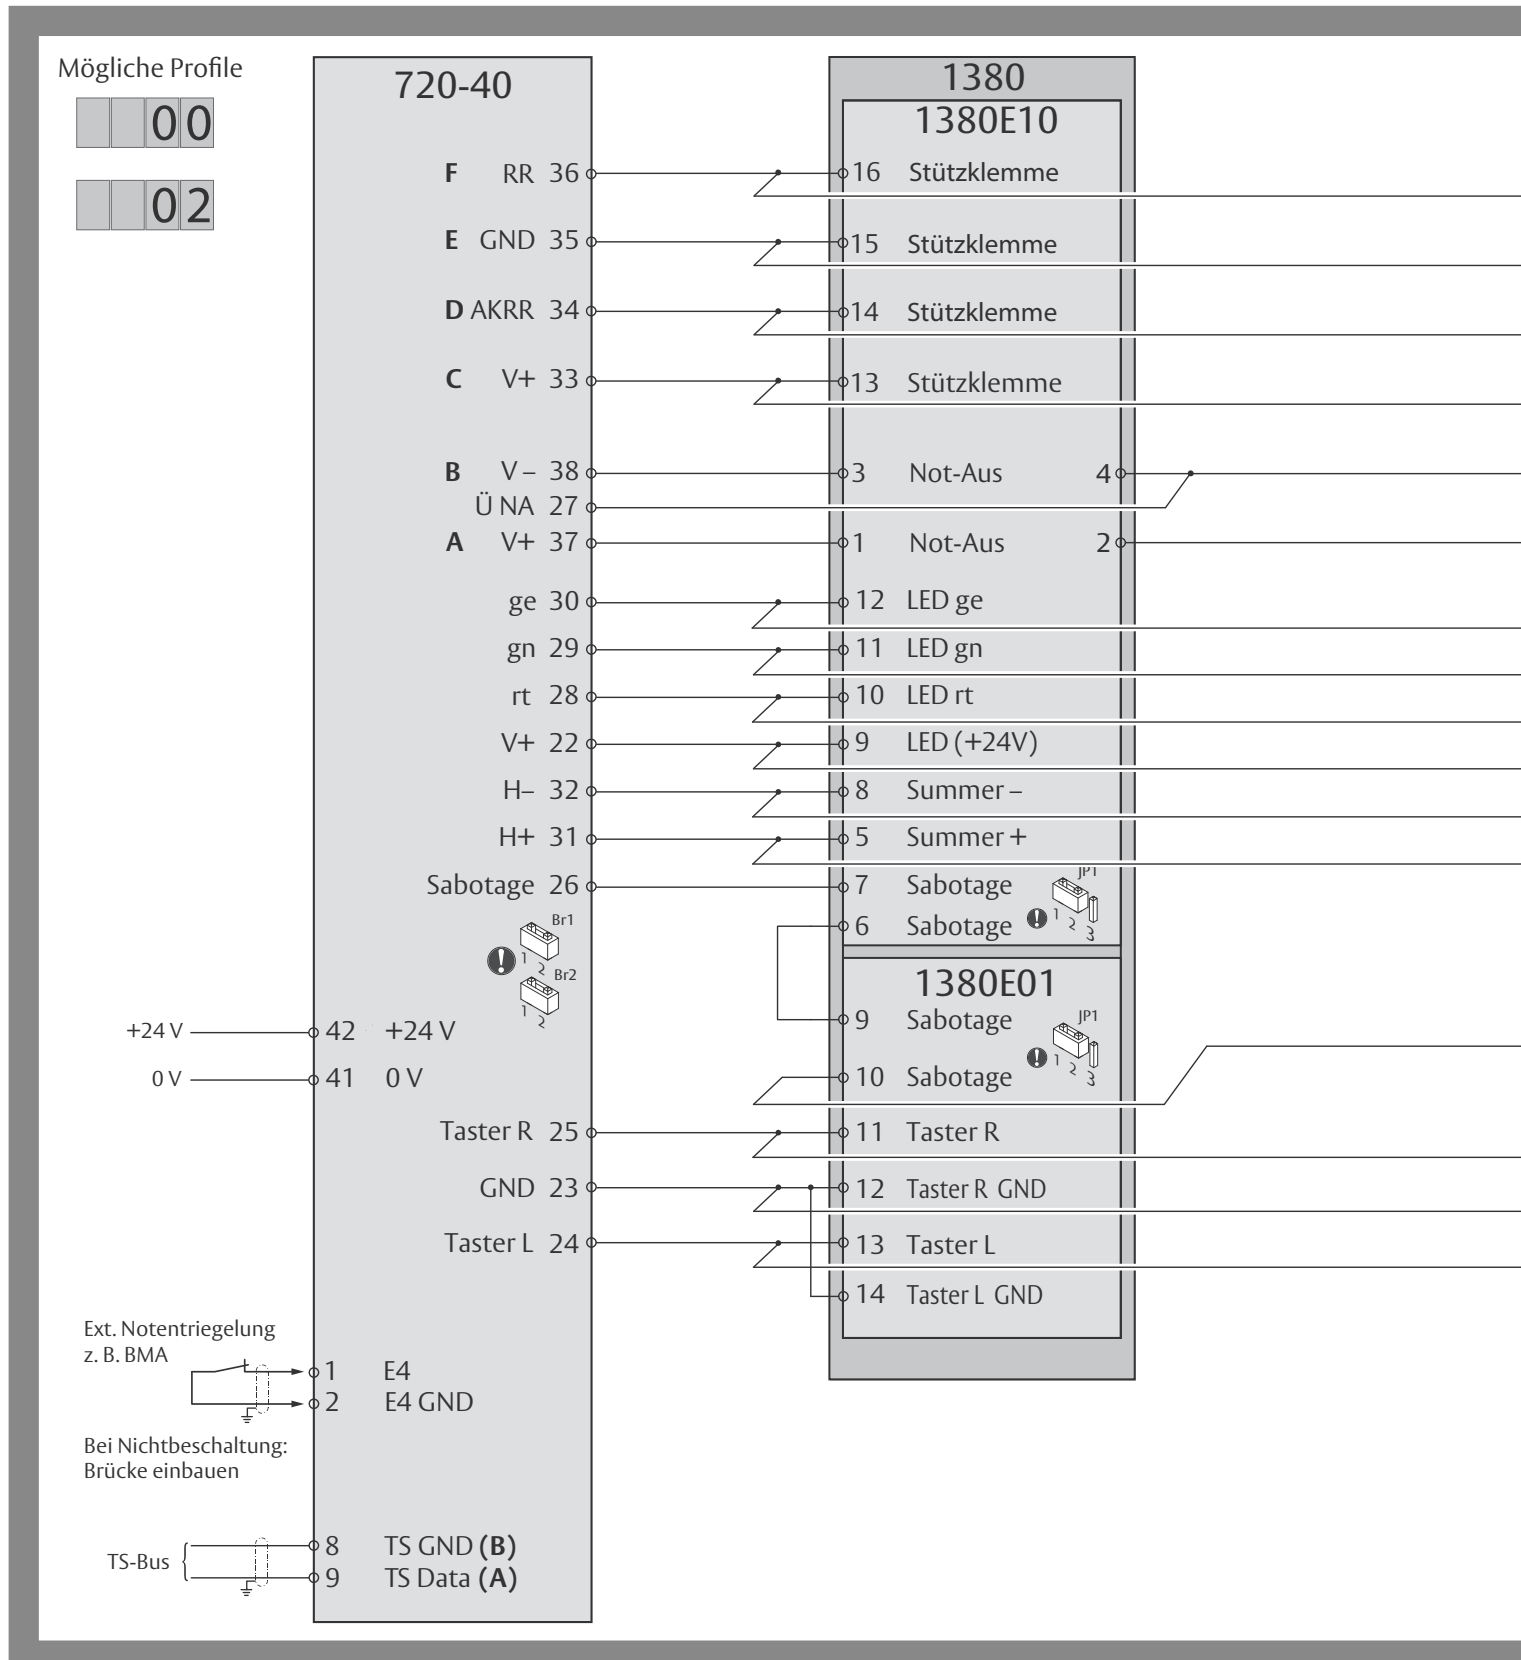 Mögliche Profile
00
02
720-40
F RR 36
E GND 35
D AKRR 34
C V+ 33
B V– 38
Ü NA 27
A V+ 37
ge 30
gn 29
rt 28
V+ 22
H– 32
H+ 31
Sabotage 26
Br1
1 2
Br2
1 2
+24 V 42 +24 V
0 V 41 0 V
Taster R 25
GND 23
Taster L 24
Ext. Notentriegelung
z. B. BMA
1 E4
2 E4 GND
Bei Nichtbeschaltung:
Brücke einbauen
TS-Bus
8 TS GND (B)
9 TS Data (A)
1380
1380E10
16 Stützklemme
15 Stützklemme
14 Stützklemme
13 Stützklemme
3 Not-Aus 4
1 Not-Aus 2
12 LED ge
11 LED gn
10 LED rt
9 LED (+24V)
8 Summer –
5 Summer +
7 Sabotage
JP1
6 Sabotage
1 2 3
1380E01
9 Sabotage
JP1
1 2 3
10 Sabotage
11 Taster R
12 Taster R GND
13 Taster L
14 Taster L GND